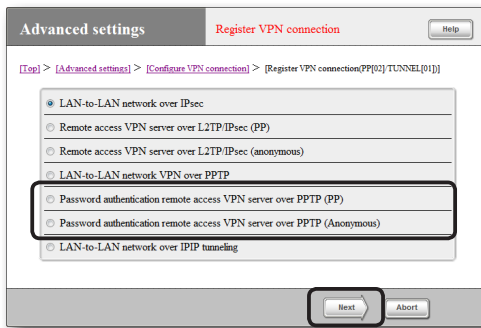 Advanced settings
Register VPN connection
Help
[Top] > [Advanced settings] > [Configure VPN connection] > [Register VPN connection(PP[02]/TUNNEL[01])]
LAN-to-LAN network over IPsec
Remote access VPN server over L2TP/IPsec (PP)
Remote access VPN server over L2TP/IPsec (anonymous)
LAN-to-LAN network VPN over PPTP
Password authentication remote access VPN server over PPTP (PP)
Password authentication remote access VPN server over PPTP (Anonymous)
LAN-to-LAN network over IPIP tunneling
Next
Abort